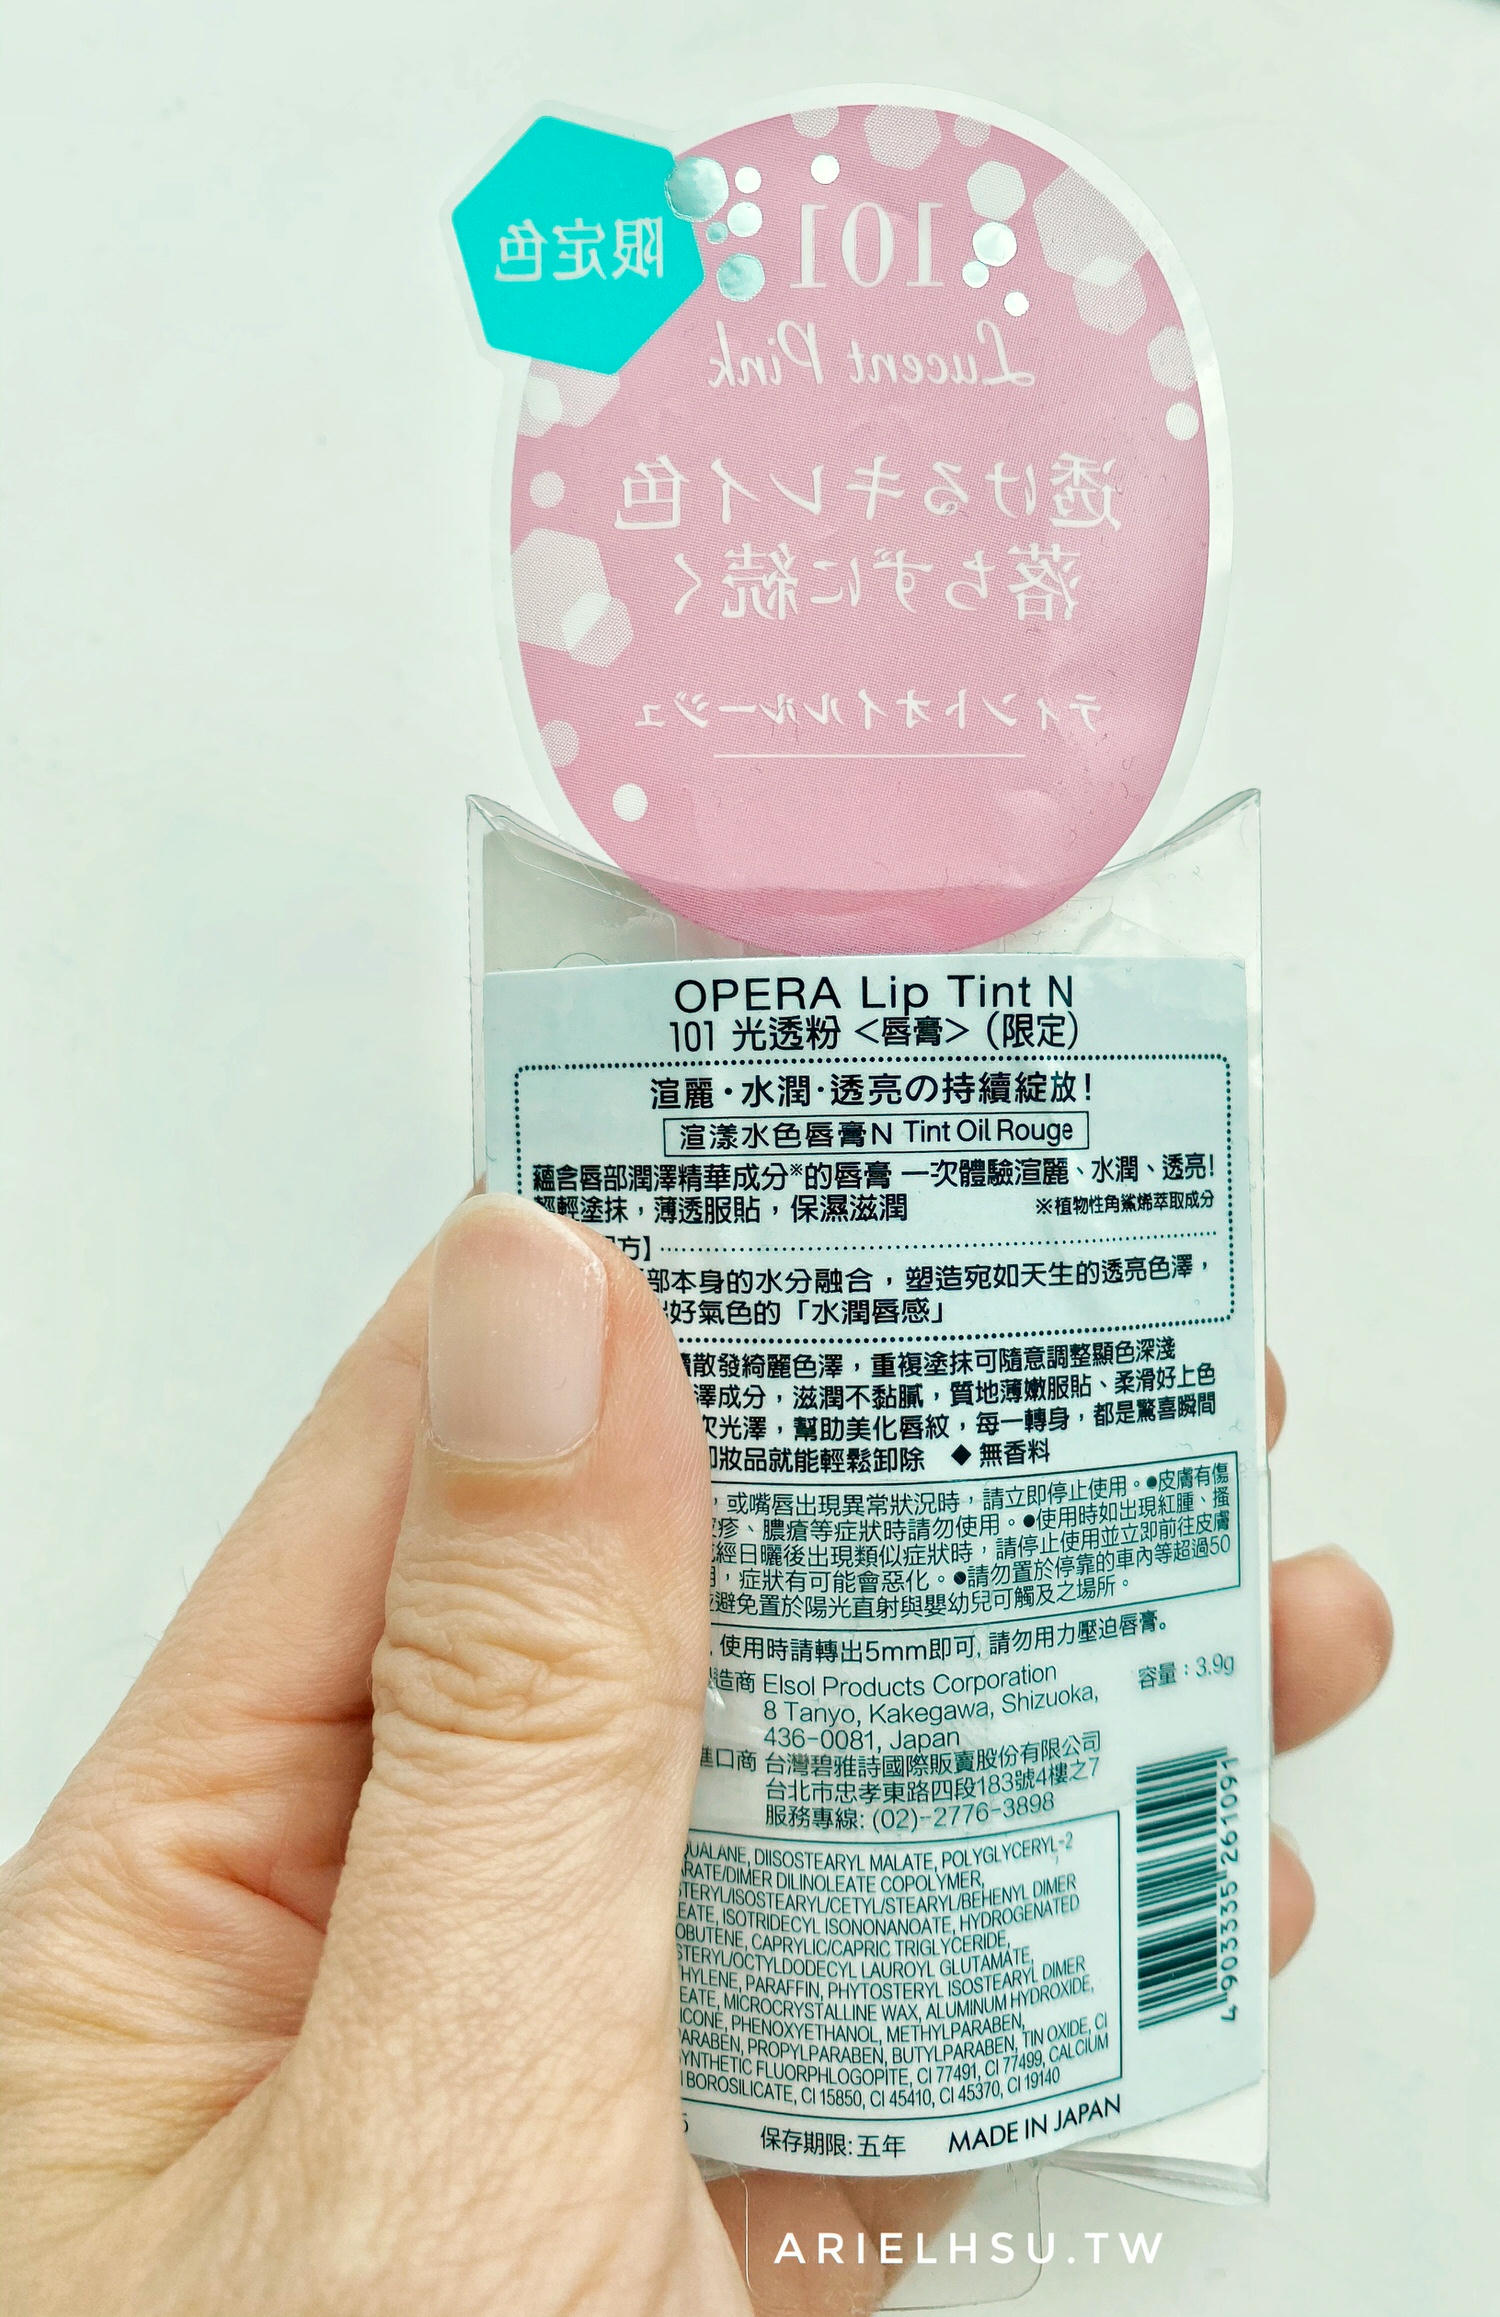 限定色
101
Lucent Pink
透けるキレイ色
落ちずに続く
ティントオイルルージュ
OPERA Lip Tint N
101 光透粉 <唇膏> (限定)
渲麗・水潤・透亮の持續綻放!
渲漾水色唇膏N Tint Oil Rouge
蘊含唇部潤澤精華成分※的唇膏 一次體驗渲麗、水潤、透亮!
輕塗抹，薄透服貼，保濕滋潤 ※植物性角鯊烯萃取成分
方】
部本身的水分融合，塑造宛如天生的透亮色澤，
好氣色的「水潤唇感」
散發綺麗色澤，重複塗抹可隨意調整顯色深淺
澤成分，滋潤不黏膩，質地薄嫩服貼、柔滑好上色
次光澤，幫助美化唇紋，每一轉身，都是驚喜瞬間
卸妝品就能輕鬆卸除 ◆ 無香料
，或嘴唇出現異常狀況時，請立即停止使用。●皮膚有傷
疹、膿瘡等症狀時請勿使用。●使用時如出現紅腫、搔
經日曬後出現類似症狀時，請停止使用並立即前往皮膚
，症狀有可能會惡化。●請勿置於停靠的車內等超過50
避免置於陽光直射與嬰幼兒可觸及之場所。
使用時請轉出5mm即可, 請勿用力壓迫唇膏。
造商 Elsol Products Corporation 容量：3.9g
8 Tanyo, Kakegawa, Shizuoka,
436-0081, Japan
進口商 台灣碧雅詩國際販賣股份有限公司
台北市忠孝東路四段183號4樓之7
服務專線: (02)-2776-3898
QUALANE, DIISOSTEARYL MALATE, POLYGLYCERYL-2
RATE/DIMER DILINOLEATE COPOLYMER,
STERYL/ISOSTEARYL/CETYL/STEARYL/BEHENYL DIMER
EATE, ISOTRIDECYL ISONONANOATE, HYDROGENATED
OBUTENE, CAPRYLIC/CAPRIC TRIGLYCERIDE,
STERYL/OCTYLDODECYL LAUROYL GLUTAMATE,
HYLENE, PARAFFIN, PHYTOSTERYL ISOSTEARYL DIMER
EATE, MICROCRYSTALLINE WAX, ALUMINUM HYDROXIDE,
ICONE, PHENOXYETHANOL, METHYLPARABEN,
PARABEN, PROPYLPARABEN, BUTYLPARABEN, TIN OXIDE, CI
YNTHETIC FLUORPHLOGOPITE, CI 77491, CI 77499, CALCIUM
BOROSILICATE, CI 15850, CI 45410, CI 45370, CI 19140
4 903335 261091
保存期限: 五年 MADE IN JAPAN
ARIELHSU.TW